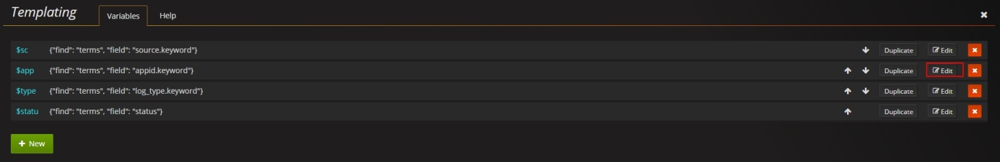 Templating Variables Help
$sc {"find": "terms", "field": "source.keyword"} Duplicate Edit
$app {"find": "terms", "field": "appid.keyword"} Duplicate Edit
$type {"find": "terms", "field": "log_type.keyword"} Duplicate Edit
$statu {"find": "terms", "field": "status"} Duplicate Edit
+ New